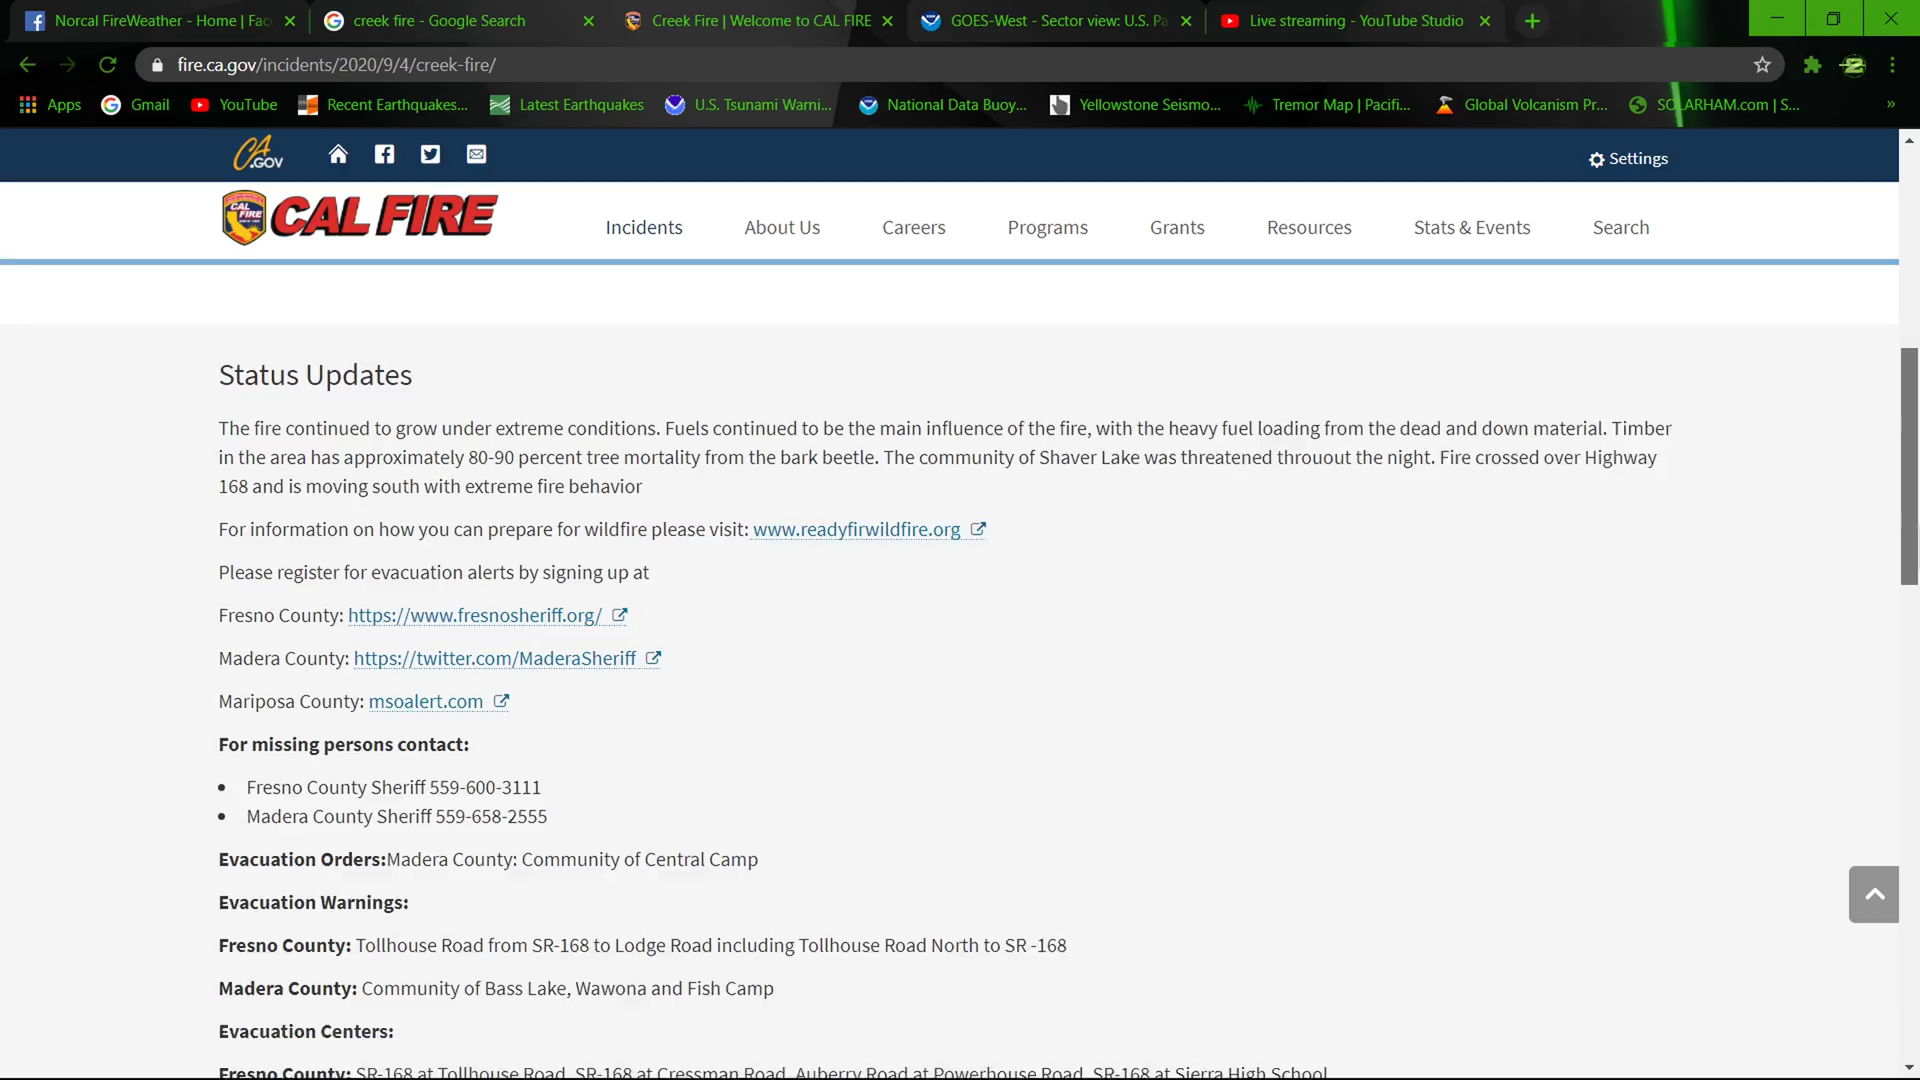 Norcal FireWeather - Home | Fac
creek fire - Google Search
Creek Fire | Welcome to CAL FIRE
GOES-West - Sector view: U.S. Pa
Live streaming - YouTube Studio
fire.ca.gov/incidents/2020/9/4/creek-fire/
Apps
Gmail
YouTube
Recent Earthquakes...
Latest Earthquakes
U.S. Tsunami Warni...
National Data Buoy...
Yellowstone Seismo...
Tremor Map | Pacifi...
Global Volcanism Pr...
SOLARHAM.com | S...
CA.GOV
Settings
CAL FIRE
CAL FIRE
Incidents
About Us
Careers
Programs
Grants
Resources
Stats & Events
Search
Status Updates
The fire continued to grow under extreme conditions. Fuels continued to be the main influence of the fire, with the heavy fuel loading from the dead and down material. Timber
in the area has approximately 80-90 percent tree mortality from the bark beetle. The community of Shaver Lake was threatened throuout the night. Fire crossed over Highway
168 and is moving south with extreme fire behavior
For information on how you can prepare for wildfire please visit: www.readyfirwildfire.org
Please register for evacuation alerts by signing up at
Fresno County: https://www.fresnosheriff.org/
Madera County: https://twitter.com/MaderaSheriff
Mariposa County: msoalert.com
For missing persons contact:
• Fresno County Sheriff 559-600-3111
• Madera County Sheriff 559-658-2555
Evacuation Orders:Madera County: Community of Central Camp
Evacuation Warnings:
Fresno County: Tollhouse Road from SR-168 to Lodge Road including Tollhouse Road North to SR -168
Madera County: Community of Bass Lake, Wawona and Fish Camp
Evacuation Centers:
Fresno County: SR-168 at Tollhouse Road, SR-168 at Cressman Road, Auberry Road at Powerhouse Road, SR-168 at Sierra High School